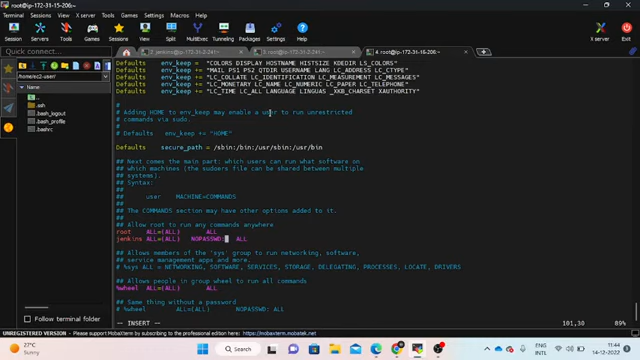 4. root@ip-172-31-15-206:
Terminal Sessions View X server Tools Games Settings Macros Help
Session Servers Tools Games Sessions View Split MultiExec Tunneling Packages Settings Help X server Exit
Quick connect...
2. jenkins@ip-172-31-2-241:
3. root@ip-172-31-2-241:
4. root@ip-172-31-15-206:
/home/ec2-user/
Name
..
.ssh
.bash_logout
.bash_profile
.bashrc
Follow terminal folder
Defaults env_keep = "COLORS DISPLAY HOSTNAME HISTSIZE KDEDIR LS_COLORS"
Defaults env_keep += "MAIL PS1 PS2 QTDIR USERNAME LANG LC_ADDRESS LC_CTYPE"
Defaults env_keep += "LC_COLLATE LC_IDENTIFICATION LC_MEASUREMENT LC_MESSAGES"
Defaults env_keep += "LC_MONETARY LC_NAME LC_NUMERIC LC_PAPER LC_TELEPHONE"
Defaults env_keep += "LC_TIME LC_ALL LANGUAGE LINGUAS _XKB_CHARSET XAUTHORITY"
#
# Adding HOME to env_keep may enable a user to run unrestricted
# commands via sudo.
#
# Defaults env_keep += "HOME"
Defaults secure_path = /sbin:/bin:/usr/sbin:/usr/bin
## Next comes the main part: which users can run what software on
## which machines (the sudoers file can be shared between multiple
## systems).
## Syntax:
##
## user MACHINE=COMMANDS
##
## The COMMANDS section may have other options added to it.
##
## Allow root to run any commands anywhere
root ALL=(ALL) ALL
jenkins ALL=(ALL) NOPASSWD: ALL
## Allows members of the 'sys' group to run networking, software,
## service management apps and more.
# %sys ALL = NETWORKING, SOFTWARE, SERVICES, STORAGE, DELEGATING, PROCESSES, LOCATE, DRIVERS
## Allows people in group wheel to run all commands
%wheel ALL=(ALL) ALL
## Same thing without a password
# %wheel ALL=(ALL) NOPASSWD: ALL
-- INSERT -- 101,30 89%
UNREGISTERED VERSION - Please support MobaXterm by subscribing to the professional edition here: https://mobaxterm.mobatek.net
27°C
Sunny
Search
ENG
INTL
11:44
14-12-2022